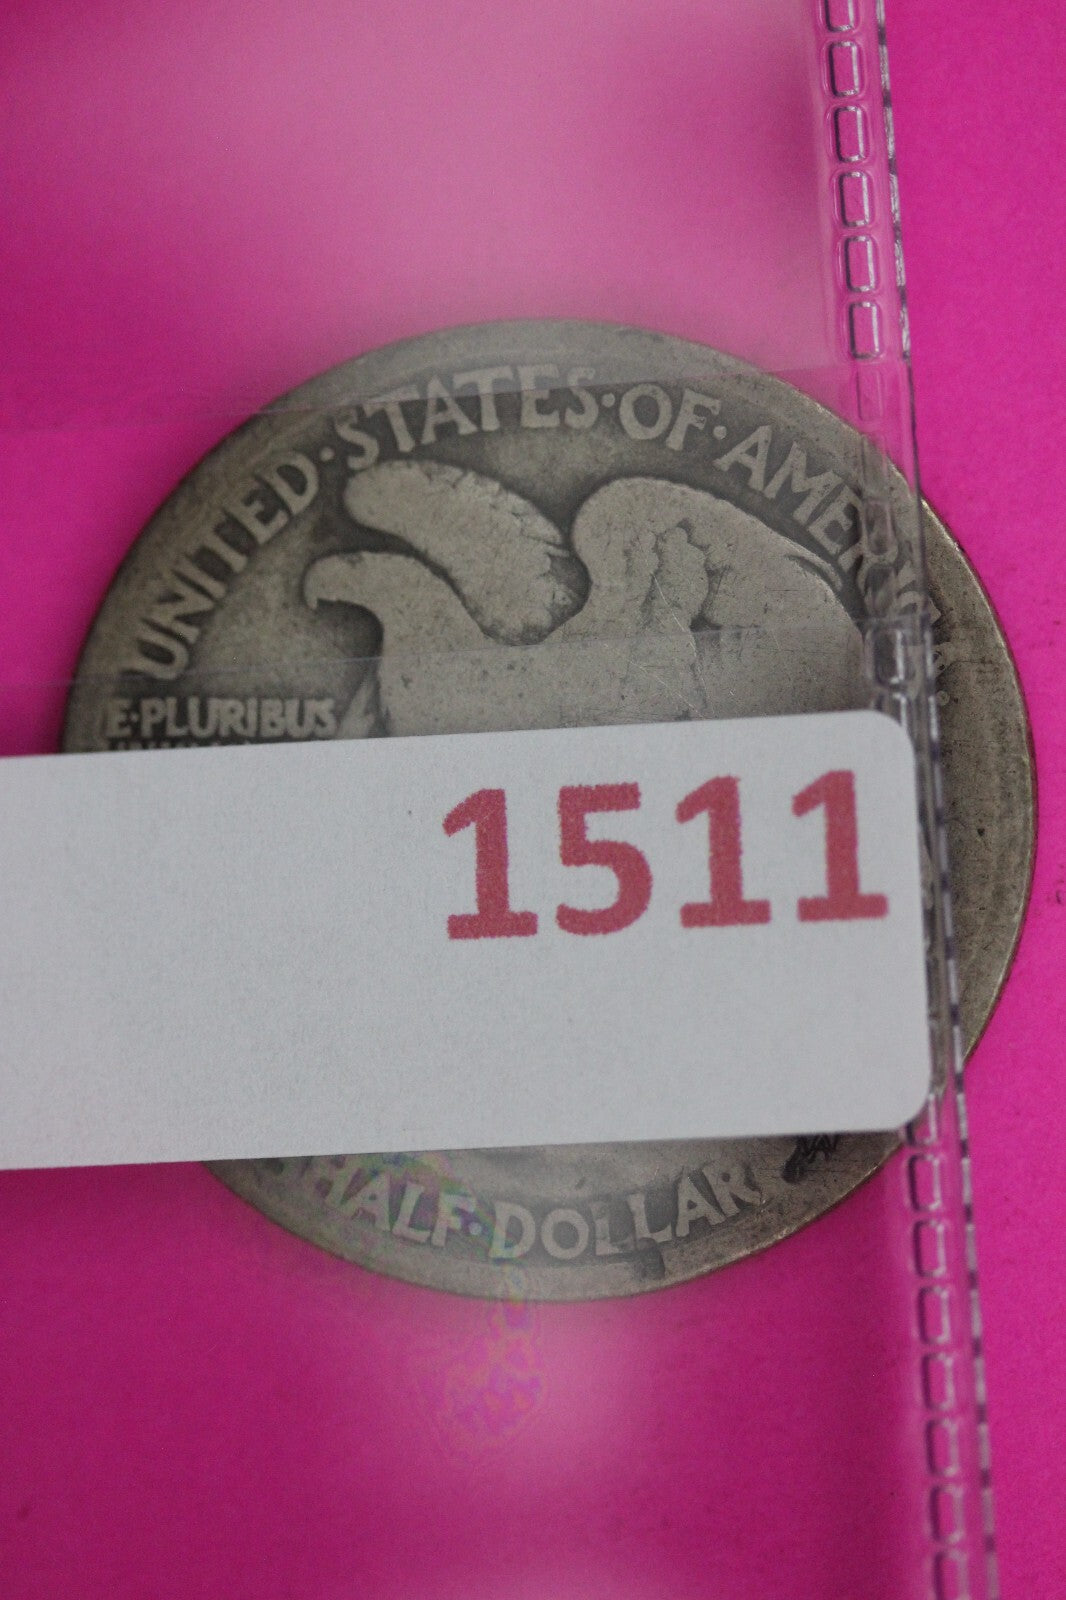 UNITED·STATES·OF·AMERICA
E·PLURIBUS
1511
HALF·DOLLAR